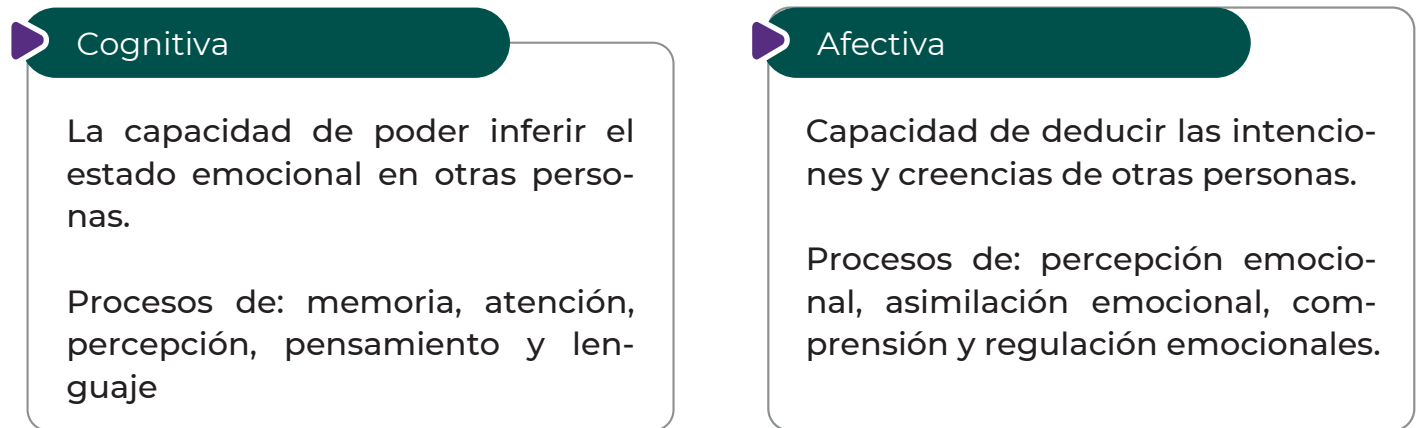 Cognitiva
La capacidad de poder inferir el
estado emocional en otras perso-
nas.
Procesos de: memoria, atención,
percepción, pensamiento y len-
guaje
Afectiva
Capacidad de deducir las intencio-
nes y creencias de otras personas.
Procesos de: percepción emocio-
nal, asimilación emocional, com-
prensión y regulación emocionales.